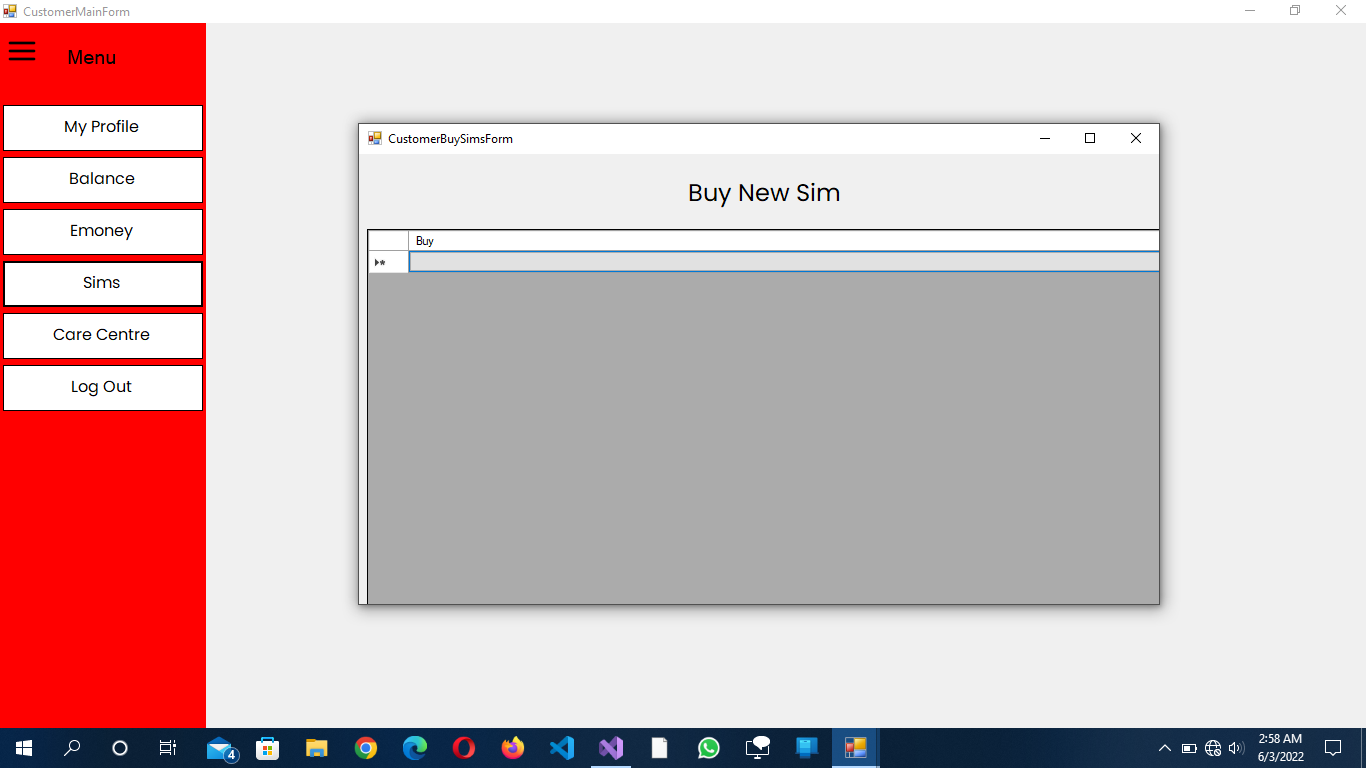 CustomerMainForm
Menu
My Profile
Balance
Emoney
Sims
Care Centre
Log Out
CustomerBuySimsForm
Buy New Sim
Buy
4
2:58 AM
6/3/2022